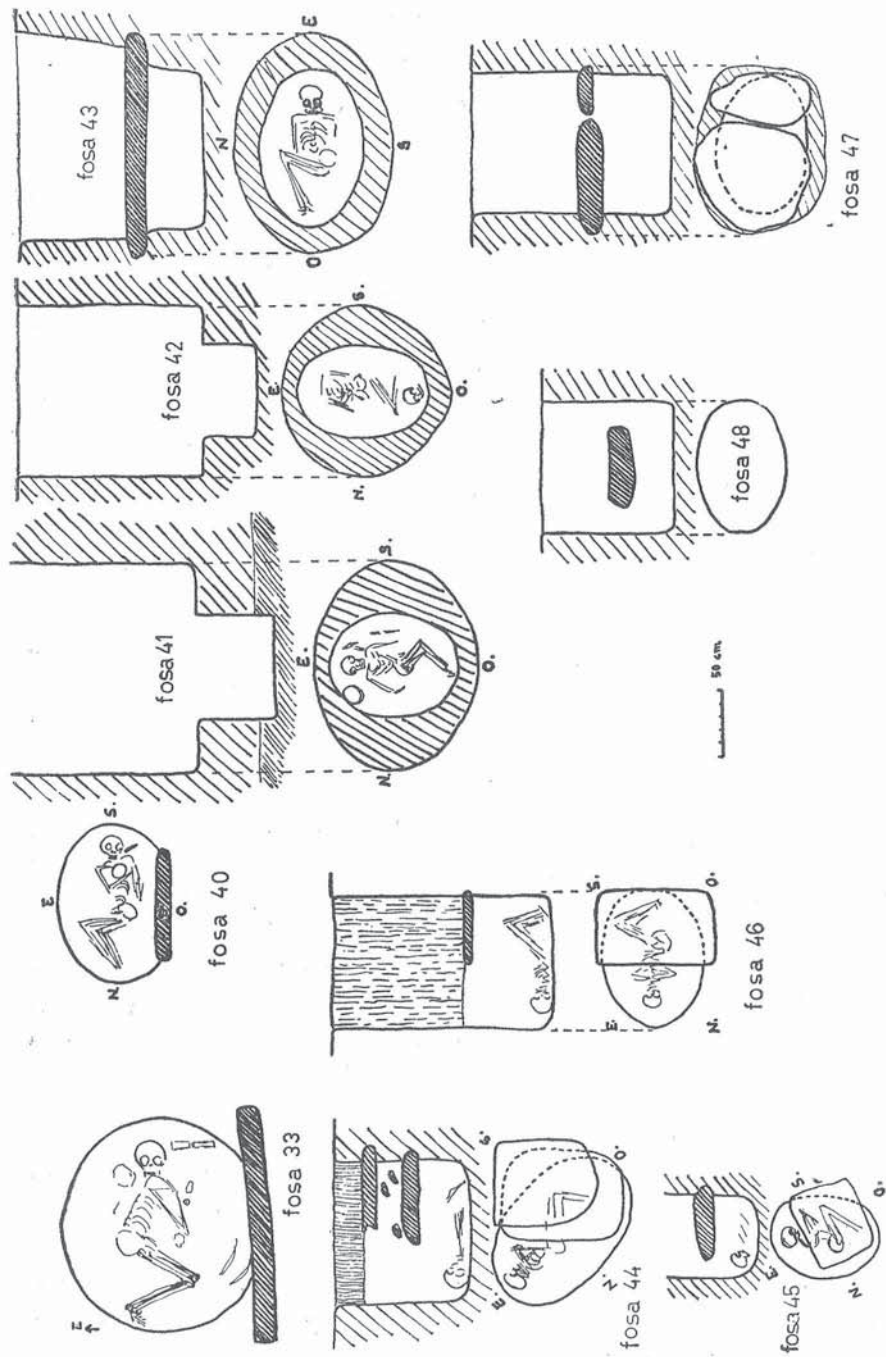 fosa 43
E
N
S
O
fosa 42
S.
E.
N.
O.
fosa 41
S.
E.
N.
O.
fosa 47
fosa 48
50 cm
S.
E
N.
O.
fosa 40
S.
E.
O.
N.
fosa 46
E
fosa 33
S.
E.
O.
N.
fosa 44
S.
E.
O.
N.
fosa 45